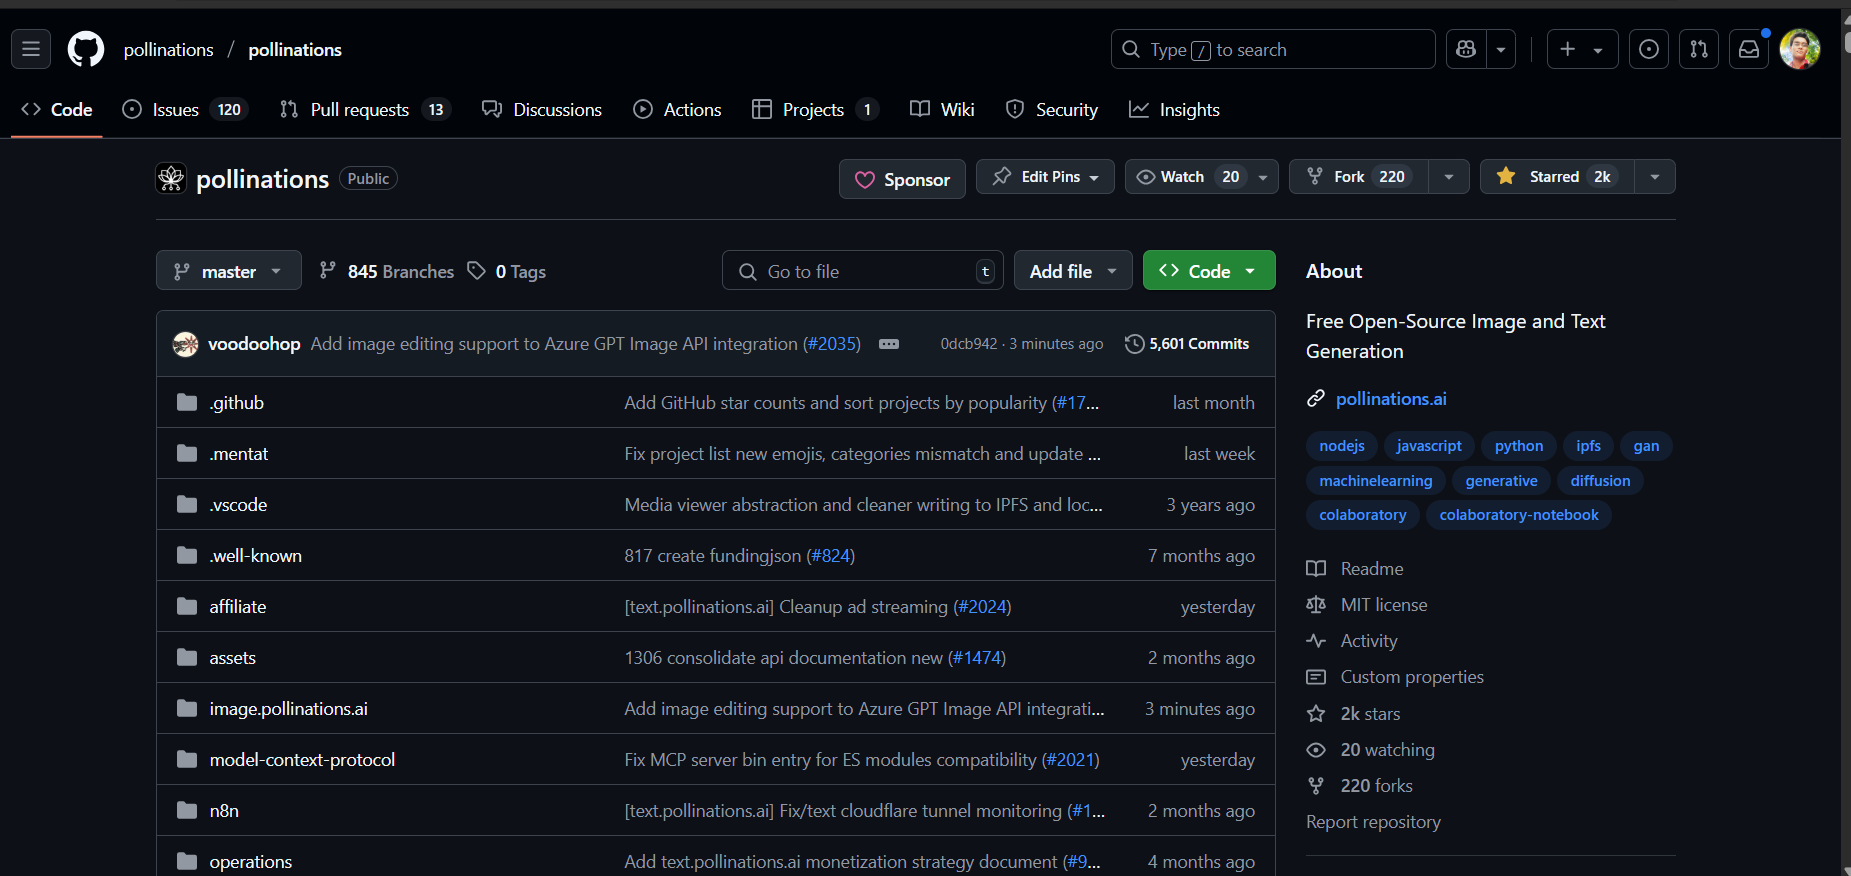 pollinations / pollinations
Type / to search
Code
Issues 120
Pull requests 13
Discussions
Actions
Projects 1
Wiki
Security
Insights
pollinations Public
Sponsor
Edit Pins
Watch 20
Fork 220
Starred 2k
master
845 Branches
0 Tags
Go to file t
Add file
Code
voodoohop Add image editing support to Azure GPT Image API integration (#2035) 0dcb942 · 3 minutes ago 5,601 Commits
.github Add GitHub star counts and sort projects by popularity (#17... last month
.mentat Fix project list new emojis, categories mismatch and update ... last week
.vscode Media viewer abstraction and cleaner writing to IPFS and loc... 3 years ago
.well-known 817 create fundingjson (#824) 7 months ago
affiliate [text.pollinations.ai] Cleanup ad streaming (#2024) yesterday
assets 1306 consolidate api documentation new (#1474) 2 months ago
image.pollinations.ai Add image editing support to Azure GPT Image API integrati... 3 minutes ago
model-context-protocol Fix MCP server bin entry for ES modules compatibility (#2021) yesterday
n8n [text.pollinations.ai] Fix/text cloudflare tunnel monitoring (#1... 2 months ago
operations Add text.pollinations.ai monetization strategy document (#9... 4 months ago
About
Free Open-Source Image and Text
Generation
pollinations.ai
nodejs javascript python ipfs gan
machinelearning generative diffusion
colaboratory colaboratory-notebook
Readme
MIT license
Activity
Custom properties
2k stars
20 watching
220 forks
Report repository